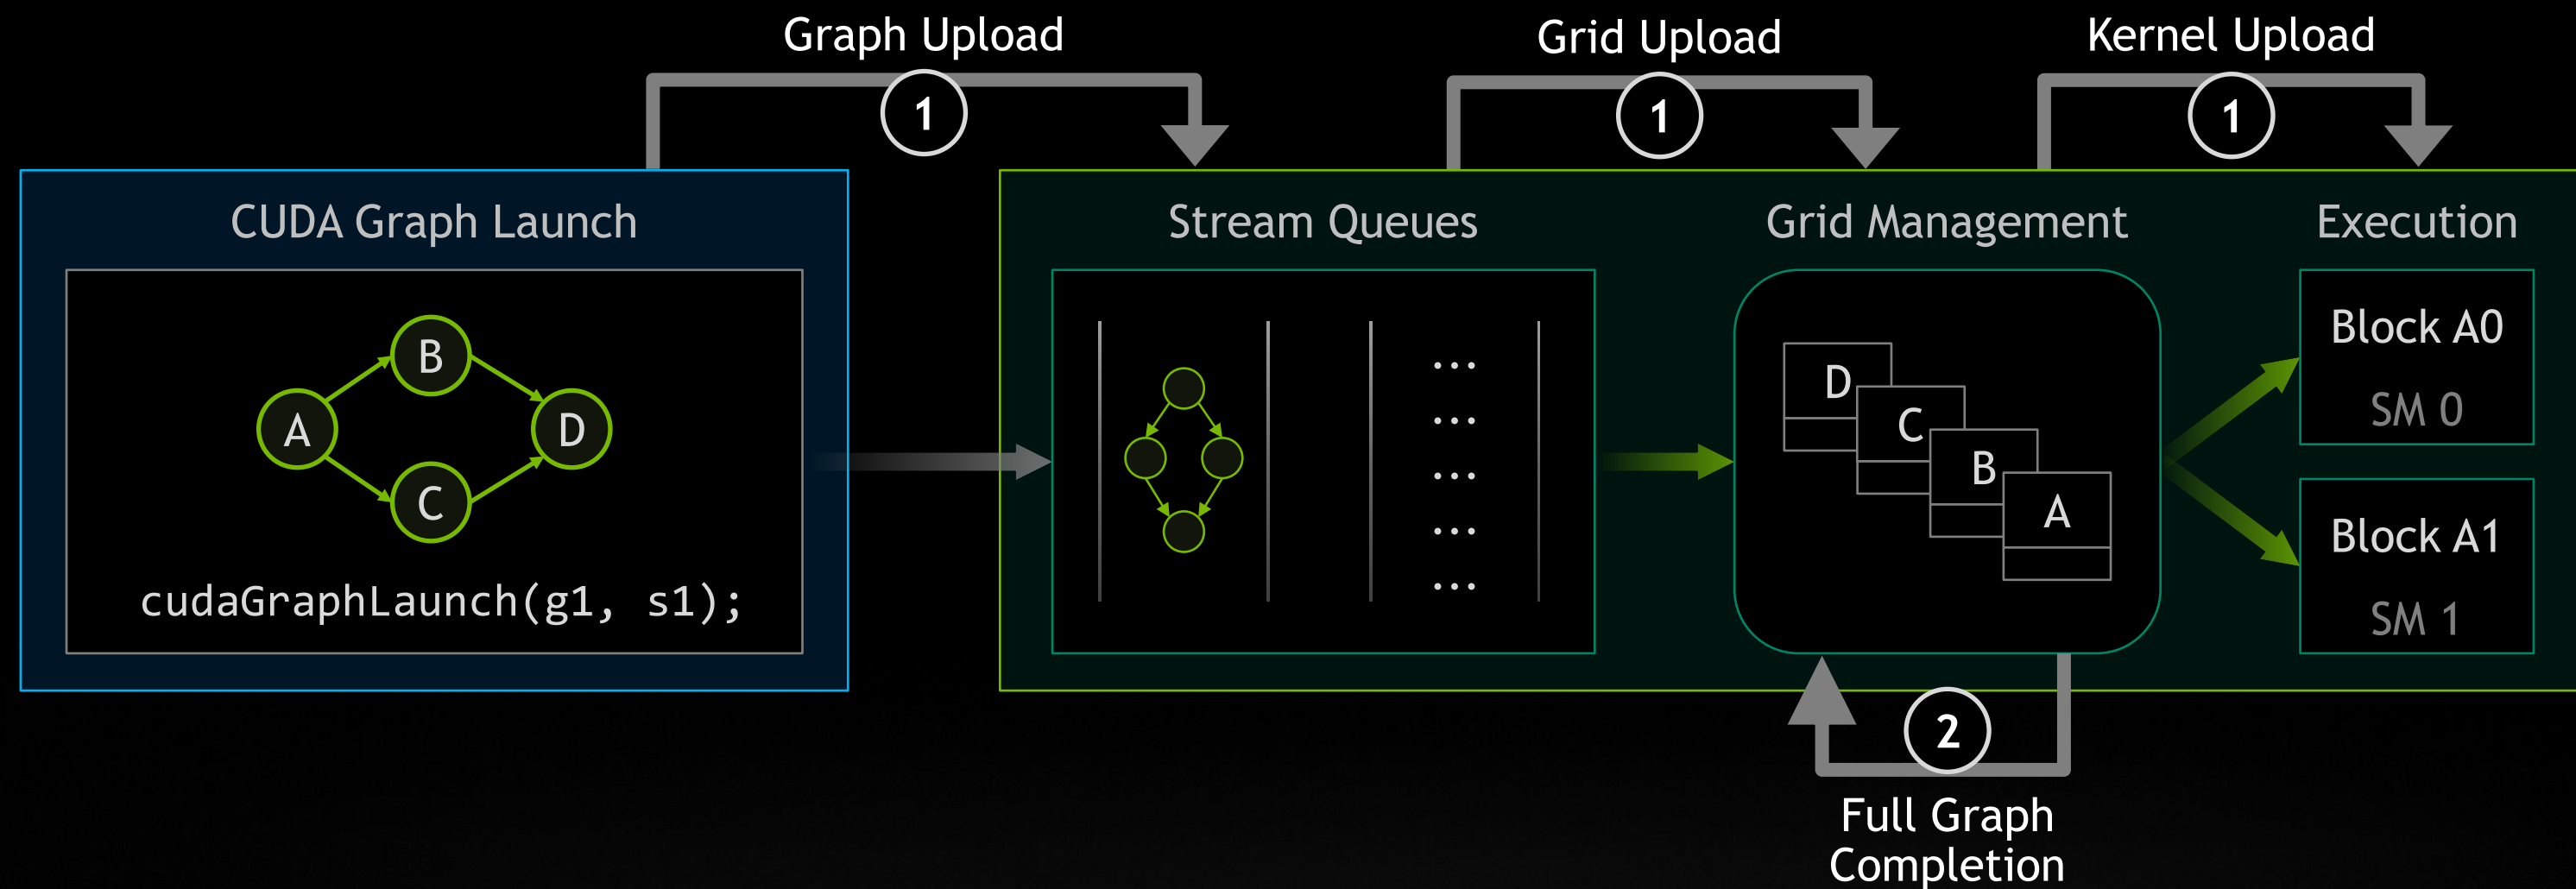 Graph Upload
1
Grid Upload
1
Kernel Upload
1
CUDA Graph Launch
A
B
C
D
cudaGraphLaunch(g1, s1);
Stream Queues
...
...
...
...
...
Grid Management
D
C
B
A
Execution
Block A0
SM 0
Block A1
SM 1
2
Full Graph
Completion